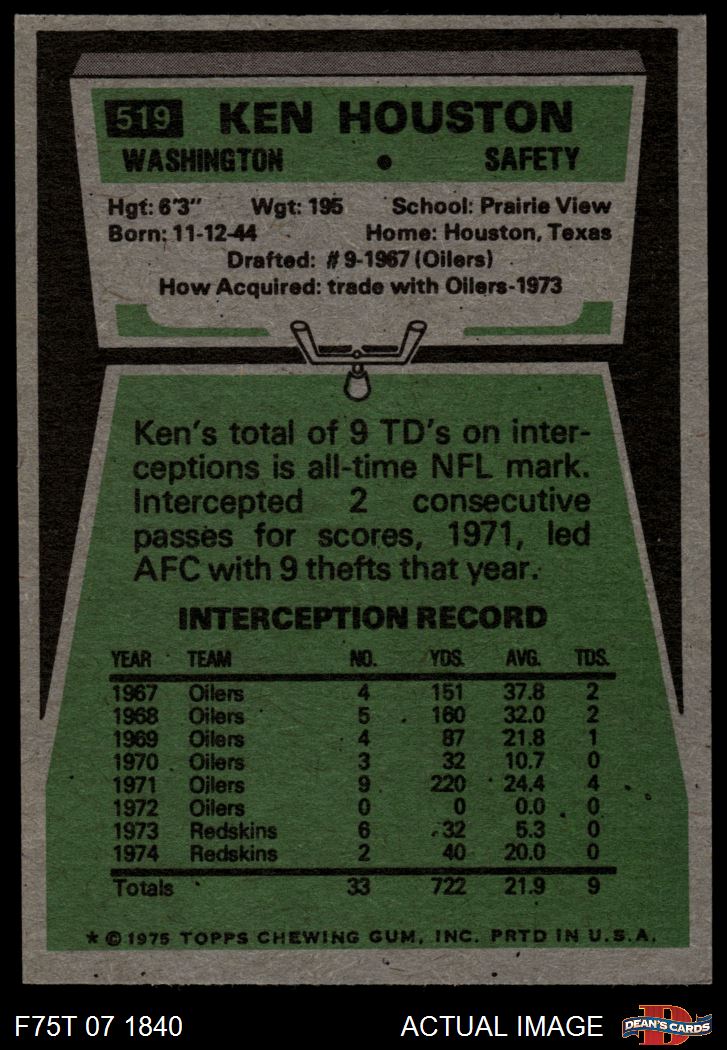 519 KEN HOUSTON
WASHINGTON • SAFETY
Hgt: 6'3" Wgt: 195 School: Prairie View
Born: 11-12-44 Home: Houston, Texas
Drafted: #9-1967 (Oilers)
How Acquired: trade with Oilers-1973
Ken's total of 9 TD's on inter-
ceptions is all-time NFL mark.
Intercepted 2 consecutive
passes for scores, 1971, led
AFC with 9 thefts that year.
INTERCEPTION RECORD
YEAR TEAM NO. YDS. AVG. TDS.
1967 Oilers 4 151 37.8 2
1968 Oilers 5 160 32.0 2
1969 Oilers 4 87 21.8 1
1970 Oilers 3 32 10.7 0
1971 Oilers 9 220 24.4 4
1972 Oilers 0 0 0.0 0
1973 Redskins 6 32 5.3 0
1974 Redskins 2 40 20.0 0
Totals 33 722 21.9 9
* © 1975 TOPPS CHEWING GUM, INC. PRTD IN U.S.A.
F75T 07 1840 ACTUAL IMAGE D DEAN'S CARDS